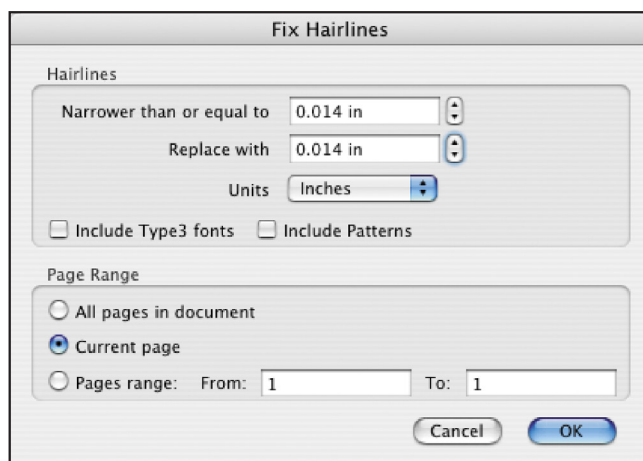 Fix Hairlines
Hairlines
Narrower than or equal to 0.014 in
Replace with 0.014 in
Units Inches
Include Type3 fonts Include Patterns
Page Range
All pages in document
Current page
Pages range: From: 1 To: 1
Cancel OK